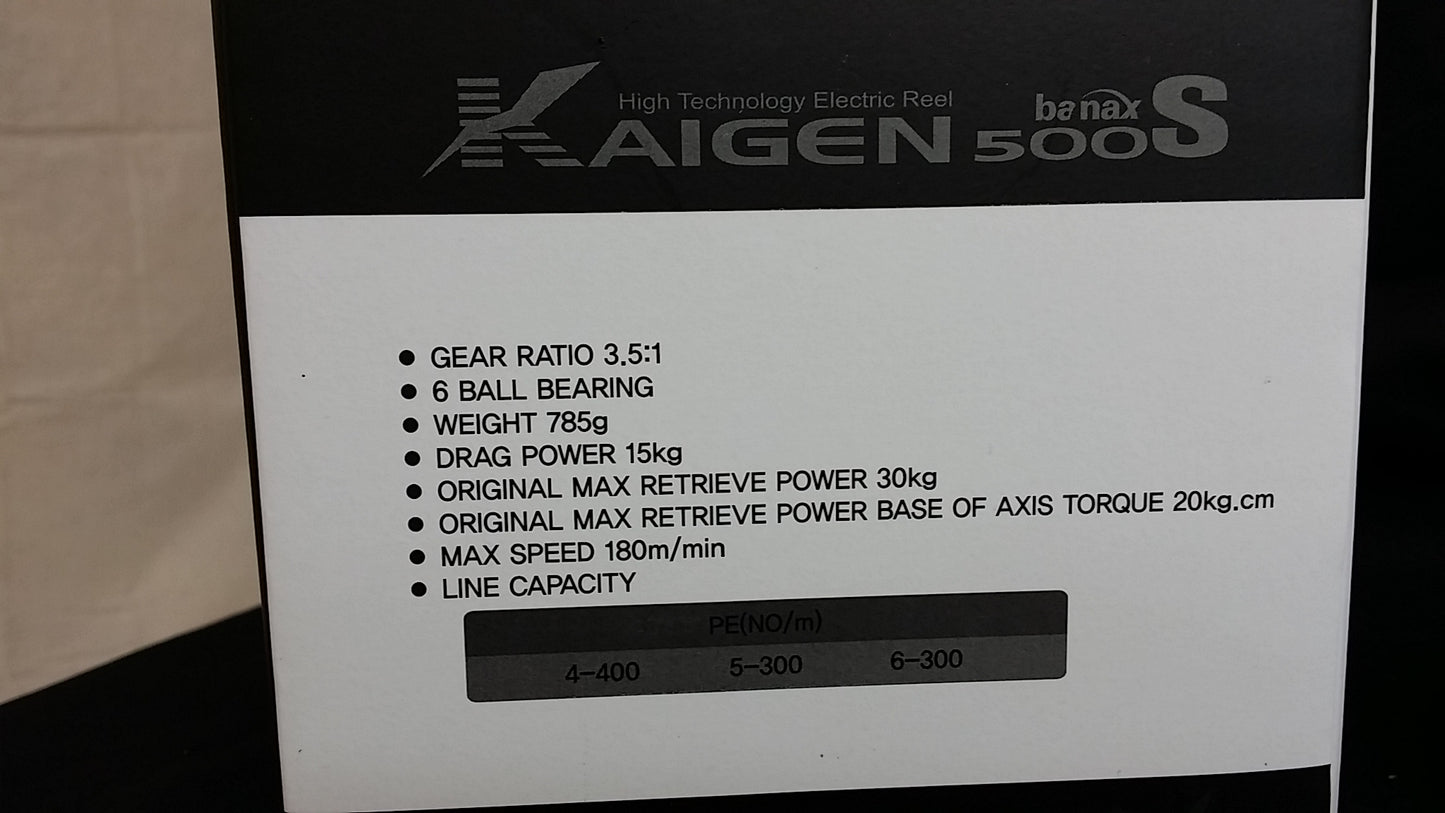 High Technology Electric Reel
KAIGEN 500S
banax
● GEAR RATIO 3.5:1
● 6 BALL BEARING
● WEIGHT 785g
● DRAG POWER 15kg
● ORIGINAL MAX RETRIEVE POWER 30kg
● ORIGINAL MAX RETRIEVE POWER BASE OF AXIS TORQUE 20kg.cm
● MAX SPEED 180m/min
● LINE CAPACITY
PE(NO/m)
4-400 5-300 6-300